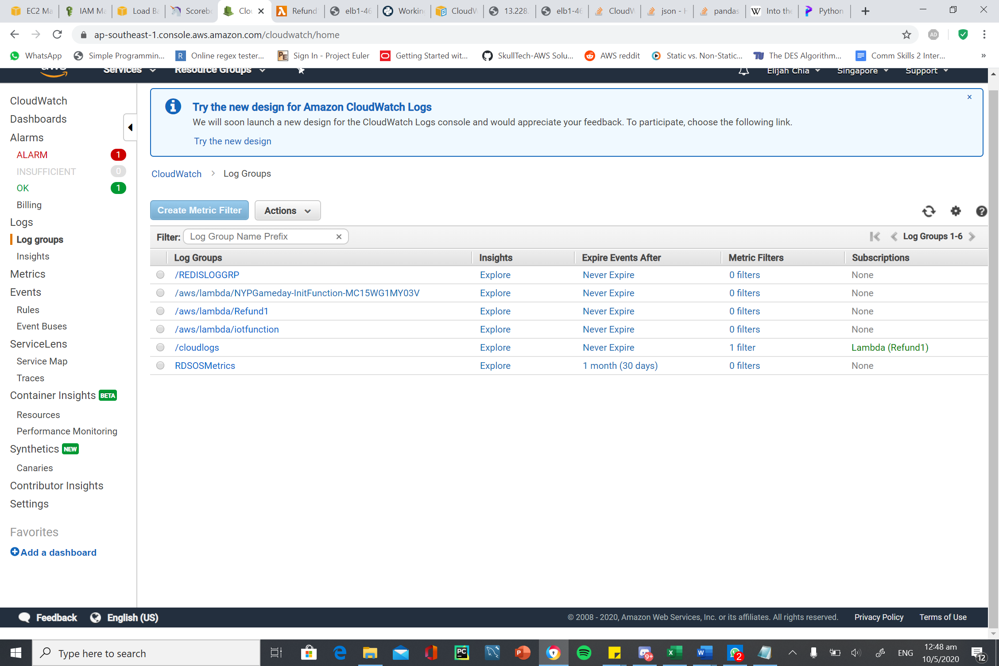 EC2 Ma
IAM Ma
Load Ba
Scorebo
Clou
Refund
elb1-46
Working
CloudW
13.228.
elb1-46
CloudW
json - H
pandas
Into the
Python
ap-southeast-1.console.aws.amazon.com/cloudwatch/home
AD
WhatsApp
Simple Programmin...
R
Online regex tester...
PE
Sign In - Project Euler
Getting Started wit...
SkullTech-AWS Solu...
AWS reddit
Static vs. Non-Static...
The DES Algorithm...
Comm Skills 2 Inter...
»
aws
Services
Resource Groups
Elijah Chia
Singapore
Support
CloudWatch
Dashboards
Alarms
ALARM 1
INSUFFICIENT 0
OK 1
Billing
Logs
Log groups
Insights
Metrics
Events
Rules
Event Buses
ServiceLens
Service Map
Traces
Container Insights BETA
Resources
Performance Monitoring
Synthetics NEW
Canaries
Contributor Insights
Settings
Favorites
Add a dashboard
Try the new design for Amazon CloudWatch Logs
We will soon launch a new design for the CloudWatch Logs console and would appreciate your feedback. To participate, choose the following link.
Try the new design
CloudWatch > Log Groups
Create Metric Filter
Actions
Filter: Log Group Name Prefix
Log Groups 1-6
Log Groups Insights Expire Events After Metric Filters Subscriptions
/REDISLOGGRP Explore Never Expire 0 filters None
/aws/lambda/NYPGameday-InitFunction-MC15WG1MY03V Explore Never Expire 0 filters None
/aws/lambda/Refund1 Explore Never Expire 0 filters None
/aws/lambda/iotfunction Explore Never Expire 0 filters None
/cloudlogs Explore Never Expire 1 filter Lambda (Refund1)
RDSOSMetrics Explore 1 month (30 days) 0 filters None
Feedback
English (US)
© 2008 - 2020, Amazon Web Services, Inc. or its affiliates. All rights reserved.
Privacy Policy
Terms of Use
Type here to search
PC
P
9+
X
W
2
ENG
12:48 am
10/5/2020
12